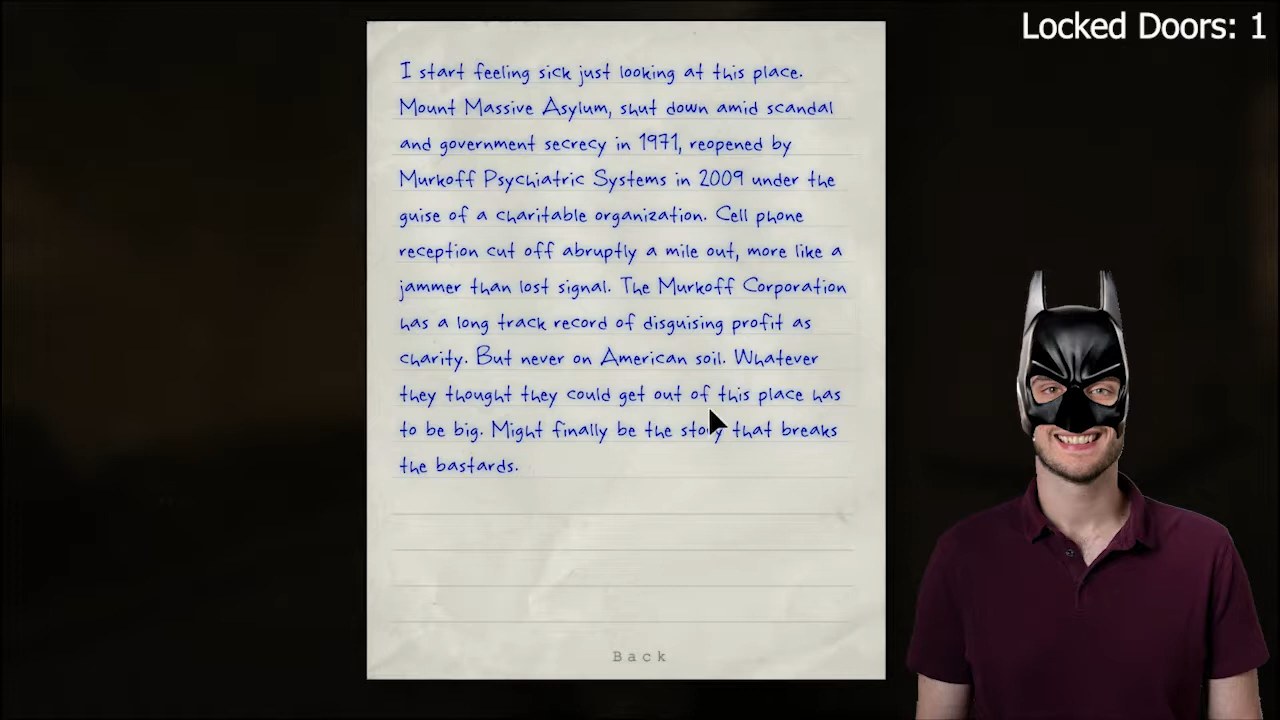 Locked Doors: 1
I start feeling sick just looking at this place.
Mount Massive Asylum, shut down amid scandal
and government secrecy in 1971, reopened by
Murkoff Psychiatric Systems in 2009 under the
guise of a charitable organization. Cell phone
reception cut off abruptly a mile out, more like a
jammer than lost signal. The Murkoff Corporation
has a long track record of disguising profit as
charity. But never on American soil. Whatever
they thought they could get out of this place has
to be big. Might finally be the story that breaks
the bastards.
Back